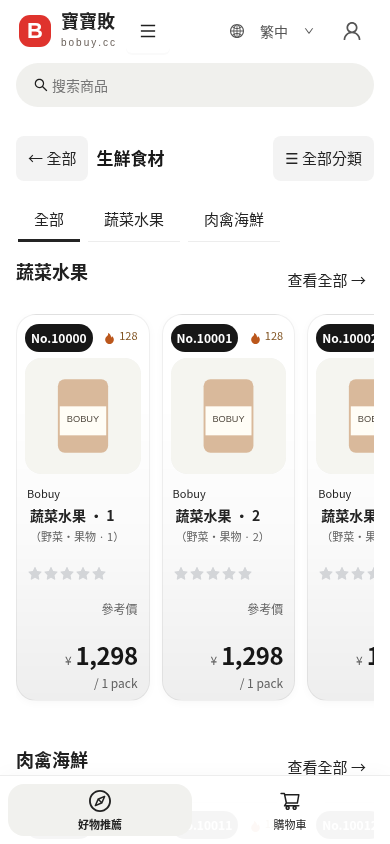 B 寶寶敗
bobuy.cc
繁中
搜索商品
← 全部 生鮮食材 ☰ 全部分類
全部 蔬菜水果 肉禽海鮮
蔬菜水果
查看全部 →
No.10000 128 No.10001 128 No.10002
BOBUY BOBUY
Bobuy Bobuy Bobuy
蔬菜水果 · 1 蔬菜水果 · 2 蔬菜水果
（野菜・果物 · 1） （野菜・果物 · 2） （野菜・果
參考價 參考價
¥ 1,298 ¥ 1,298 ¥ 1
/ 1 pack / 1 pack
肉禽海鮮
查看全部 →
No.10011
好物推薦 購物車